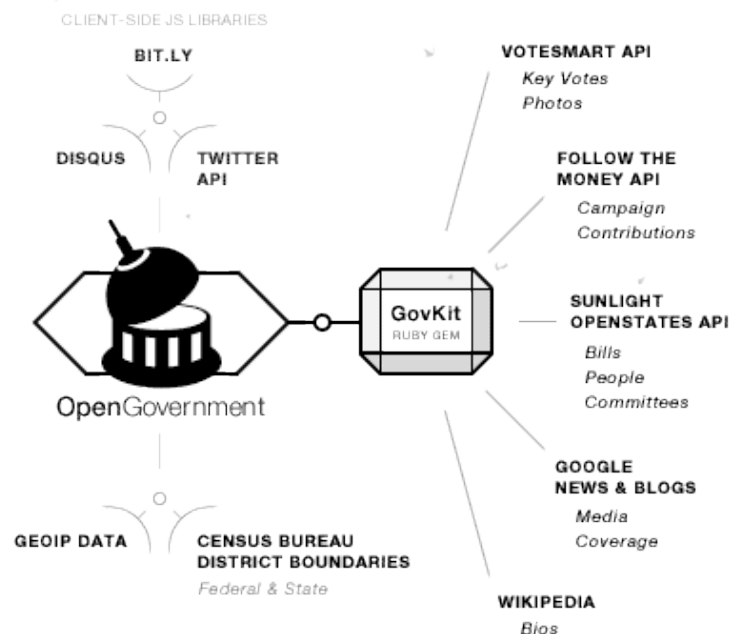 CLIENT-SIDE JS LIBRARIES
BIT.LY
DISQUS
TWITTER
API
OpenGovernment
GEOIP DATA
CENSUS BUREAU
DISTRICT BOUNDARIES
Federal & State
GovKit
RUBY GEM
VOTESMART API
Key Votes
Photos
FOLLOW THE
MONEY API
Campaign
Contributions
SUNLIGHT
OPENSTATES API
Bills
People
Committees
GOOGLE
NEWS & BLOGS
Media
Coverage
WIKIPEDIA
Bios